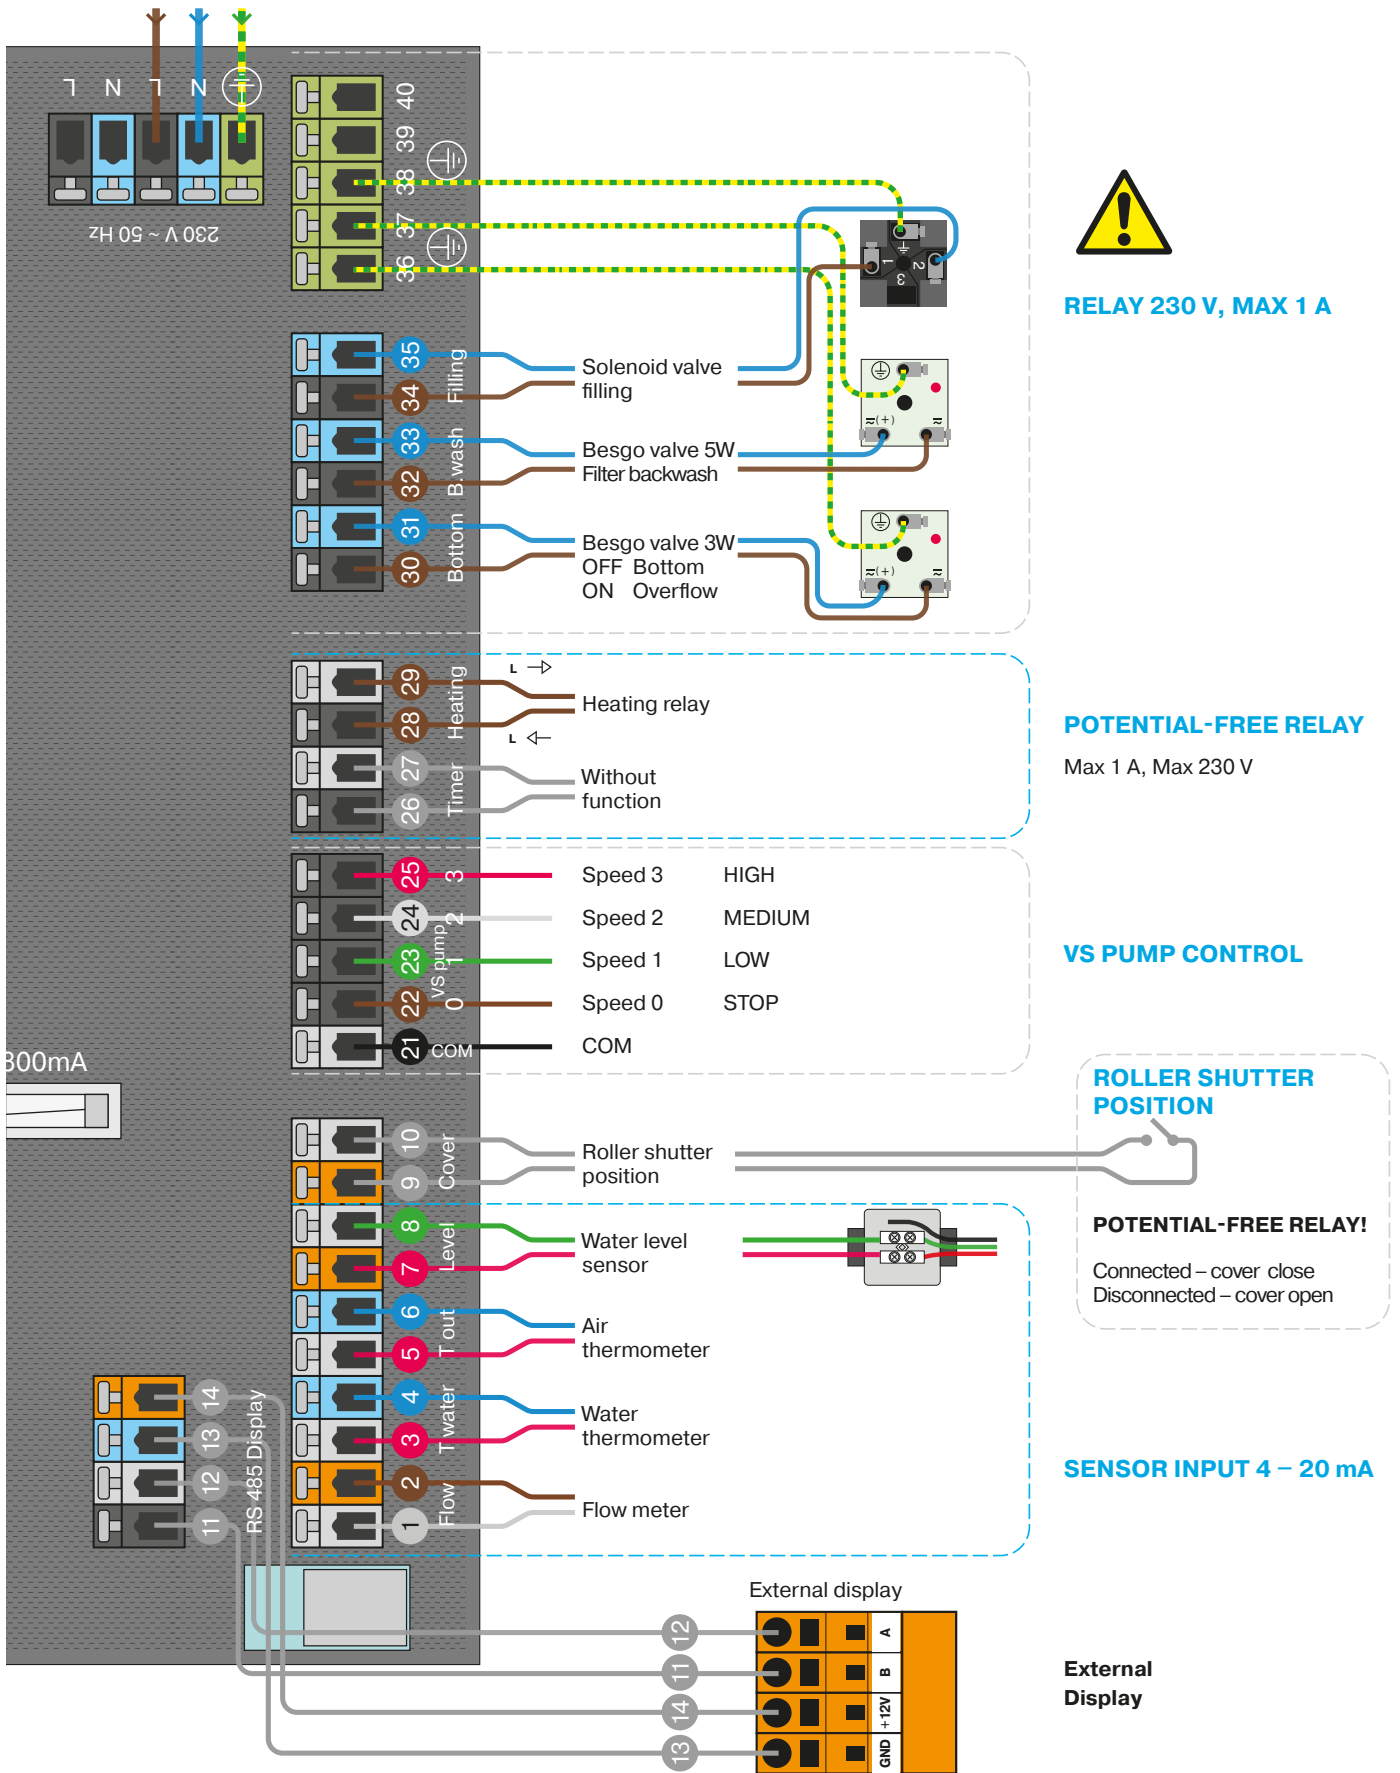 L N L N
230 V ~ 50 Hz
40
39
38
37
36
1 2 3
RELAY 230 V, MAX 1 A
35
34
Filling
Solenoid valve
filling
33
32
B.wash
Besgo valve 5W
Filter backwash
≂(+) ≂
31
30
Bottom
Besgo valve 3W
OFF Bottom
ON Overflow
≂(+) ≂
29
28
Heating
L
Heating relay
L
POTENTIAL-FREE RELAY
Max 1 A, Max 230 V
27
26
Timer
Without
function
25 3 Speed 3 HIGH
24 2 Speed 2 MEDIUM
23 1 Speed 1 LOW
22 0 Speed 0 STOP
21 COM COM
VS pump
VS PUMP CONTROL
800mA
10
9
Cover
Roller shutter
position
ROLLER SHUTTER
POSITION
POTENTIAL-FREE RELAY!
Connected – cover close
Disconnected – cover open
8
7
Level
Water level
sensor
6
5
T out
Air
thermometer
4
3
T water
Water
thermometer
2
1
Flow
Flow meter
SENSOR INPUT 4 – 20 mA
14
13
12
11
RS 485 Display
External display
12 A
11 B
14 +12V
13 GND
External
Display